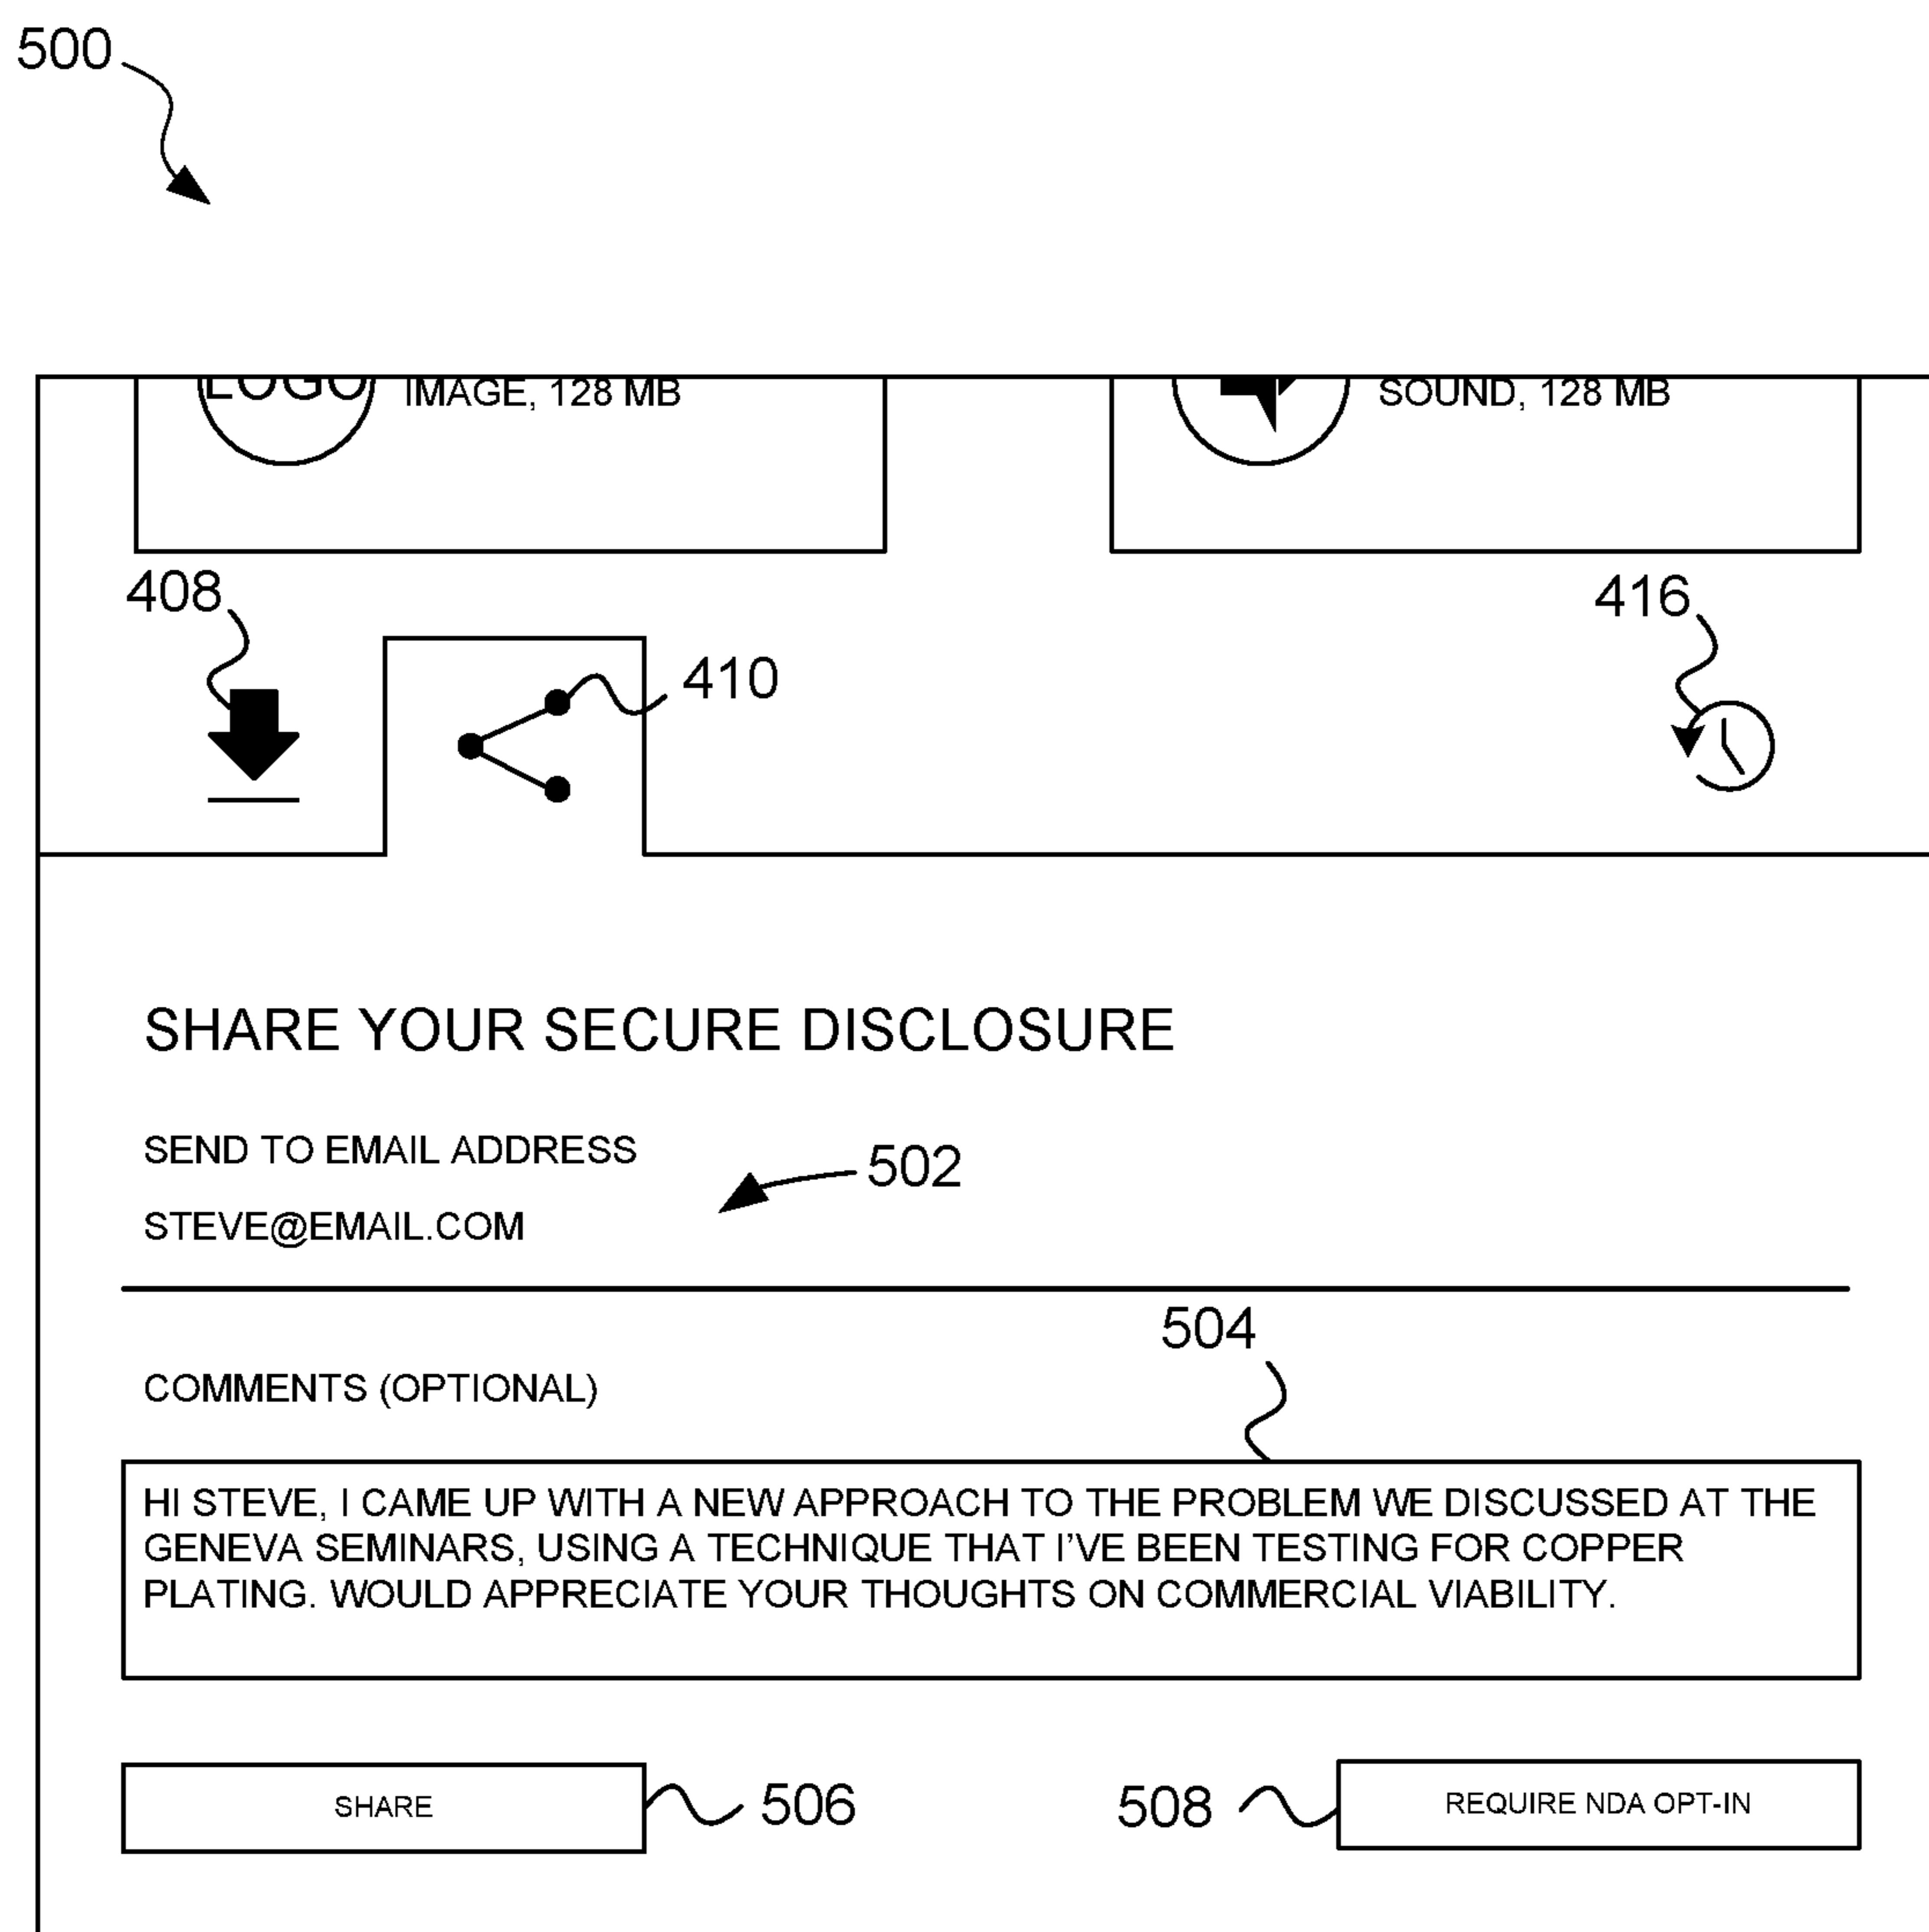 500
LOGO IMAGE, 128 MB
SOUND, 128 MB
408
416
410
SHARE YOUR SECURE DISCLOSURE
SEND TO EMAIL ADDRESS
502
STEVE@EMAIL.COM
504
COMMENTS (OPTIONAL)
HI STEVE, I CAME UP WITH A NEW APPROACH TO THE PROBLEM WE DISCUSSED AT THE
GENEVA SEMINARS, USING A TECHNIQUE THAT I'VE BEEN TESTING FOR COPPER
PLATING. WOULD APPRECIATE YOUR THOUGHTS ON COMMERCIAL VIABILITY.
SHARE
506
508
REQUIRE NDA OPT-IN